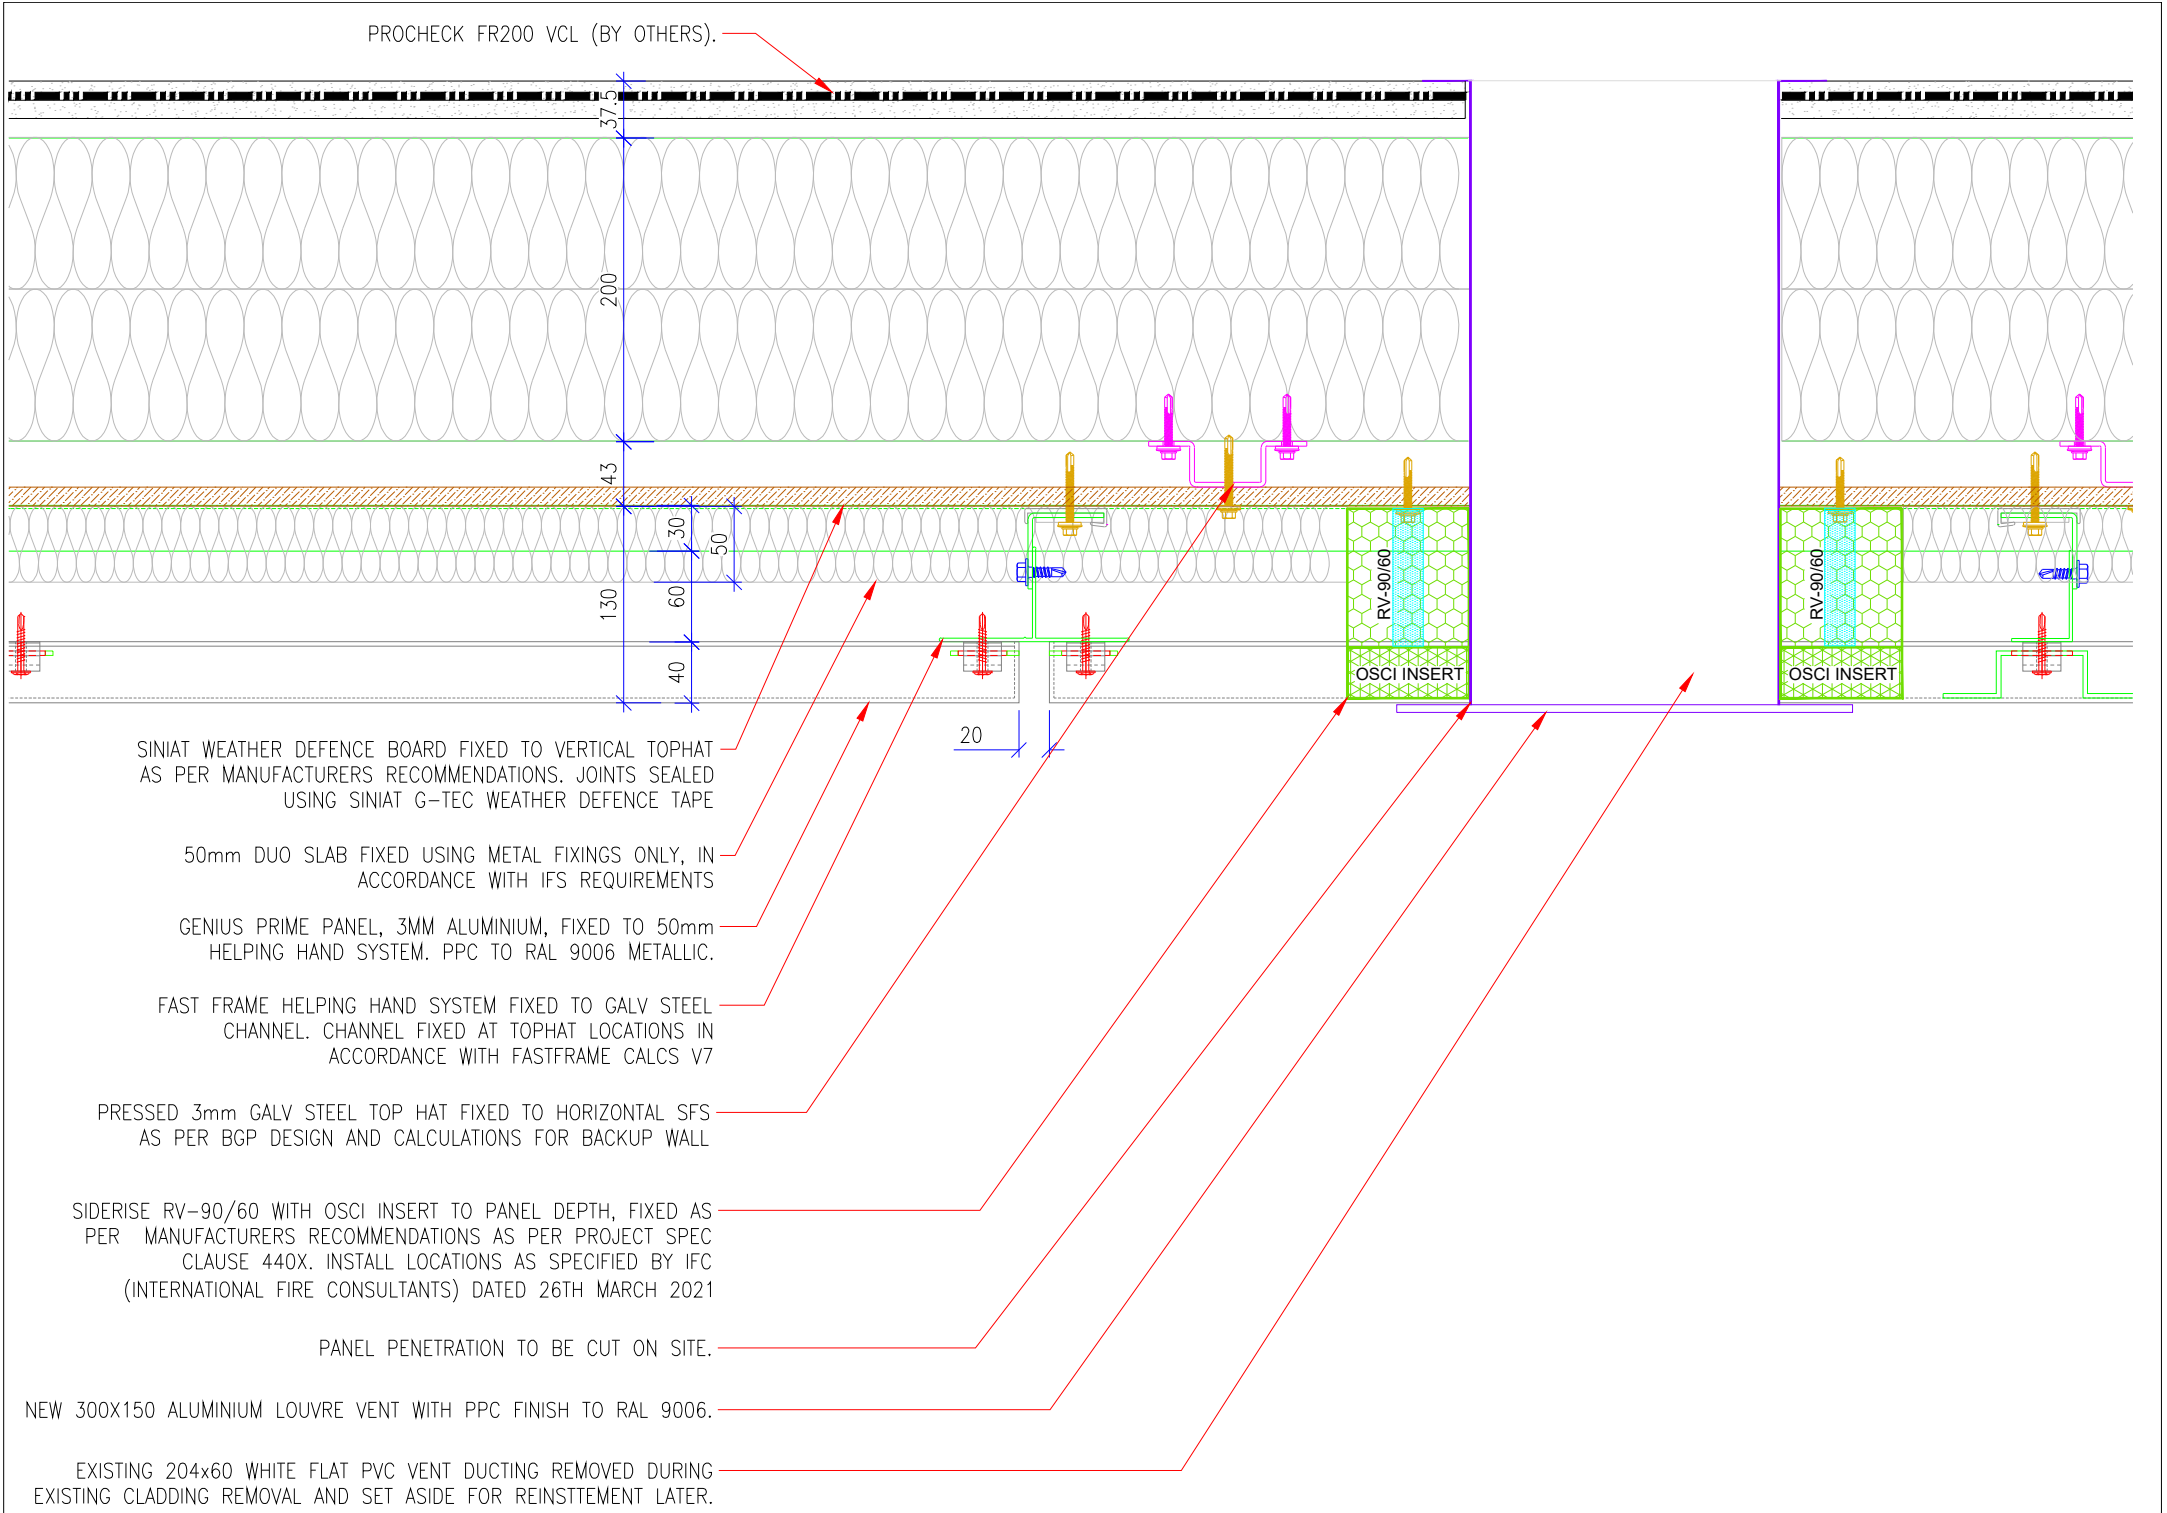 PROCHECK FR200 VCL (BY OTHERS).
37.5
200
43
30
50
130
60
40
20
RV-90/60
RV-90/60
OSCI INSERT
OSCI INSERT
SINIAT WEATHER DEFENCE BOARD FIXED TO VERTICAL TOPHAT
AS PER MANUFACTURERS RECOMMENDATIONS. JOINTS SEALED
USING SINIAT G-TEC WEATHER DEFENCE TAPE
50mm DUO SLAB FIXED USING METAL FIXINGS ONLY, IN
ACCORDANCE WITH IFS REQUIREMENTS
GENIUS PRIME PANEL, 3MM ALUMINIUM, FIXED TO 50mm
HELPING HAND SYSTEM. PPC TO RAL 9006 METALLIC.
FAST FRAME HELPING HAND SYSTEM FIXED TO GALV STEEL
CHANNEL. CHANNEL FIXED AT TOPHAT LOCATIONS IN
ACCORDANCE WITH FASTFRAME CALCS V7
PRESSED 3mm GALV STEEL TOP HAT FIXED TO HORIZONTAL SFS
AS PER BGP DESIGN AND CALCULATIONS FOR BACKUP WALL
SIDERISE RV-90/60 WITH OSCI INSERT TO PANEL DEPTH, FIXED AS
PER MANUFACTURERS RECOMMENDATIONS AS PER PROJECT SPEC
CLAUSE 440X. INSTALL LOCATIONS AS SPECIFIED BY IFC
(INTERNATIONAL FIRE CONSULTANTS) DATED 26TH MARCH 2021
PANEL PENETRATION TO BE CUT ON SITE.
NEW 300X150 ALUMINIUM LOUVRE VENT WITH PPC FINISH TO RAL 9006.
EXISTING 204x60 WHITE FLAT PVC VENT DUCTING REMOVED DURING
EXISTING CLADDING REMOVAL AND SET ASIDE FOR REINSTTEMENT LATER.